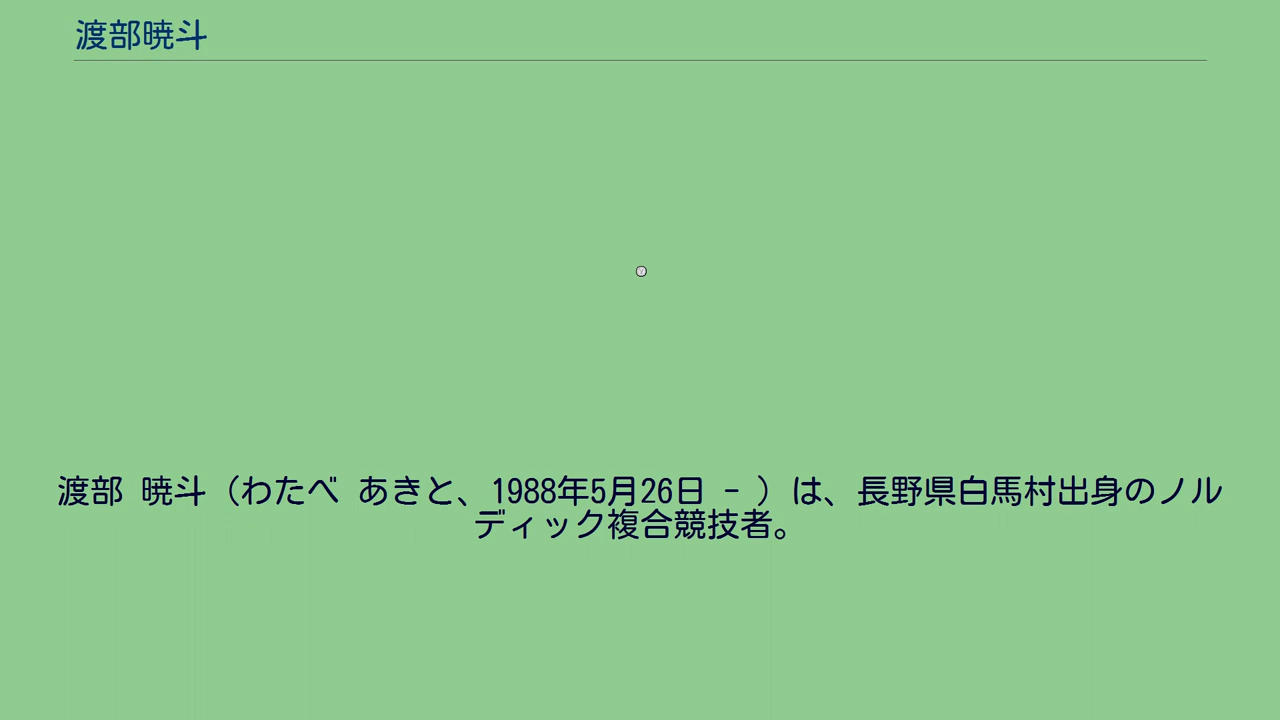 渡部暁斗
渡部 暁斗（わたべ あきと、1988年5月26日 - ）は、長野県白馬村出身のノル
ディック複合競技者。